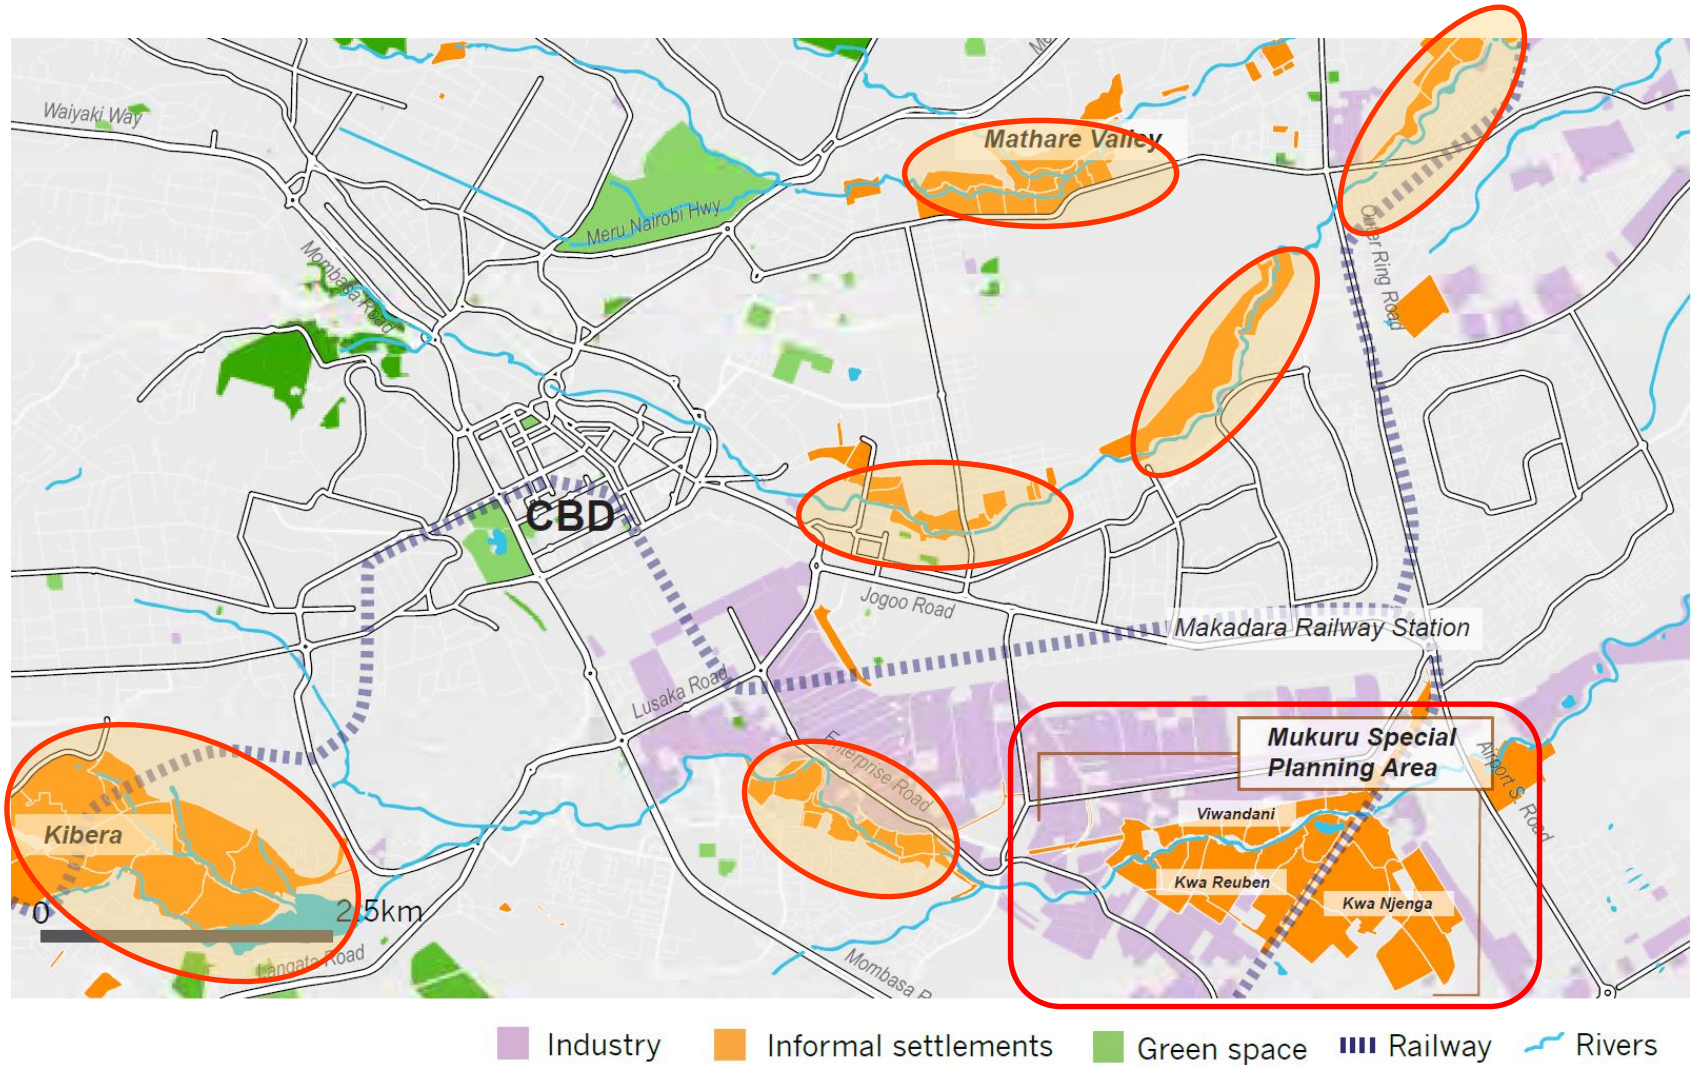 Waiyaki Way
Mathare Valley
Meru Nairobi Hwy
Mombasa Road
Outer Ring Road
CBD
Jogoo Road
Makadara Railway Station
Lusaka Road
Enterprise Road
Mukuru Special
Planning Area
Airport S. Road
Viwandani
Kibera
Kwa Reuben
Kwa Njenga
0
2.5km
Langata Road
Mombasa R
Industry
Informal settlements
Green space
Railway
Rivers